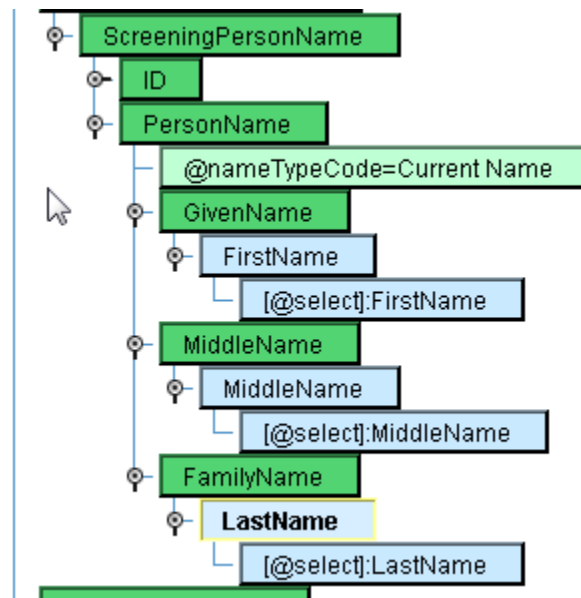 ScreeningPersonName
ID
PersonName
@nameTypeCode=Current Name
GivenName
FirstName
[@select]:FirstName
MiddleName
MiddleName
[@select]:MiddleName
FamilyName
LastName
[@select]:LastName